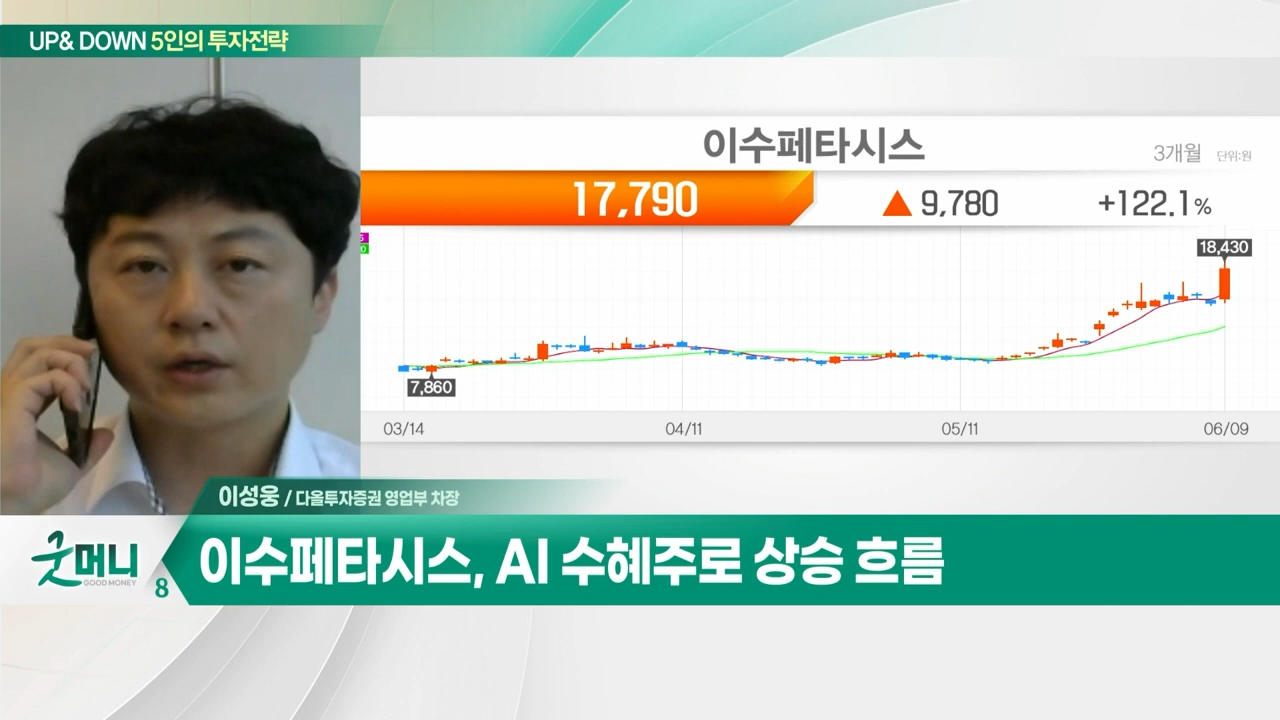 UP& DOWN 5인의 투자전략
이수페타시스
3개월 단위:원
17,790 ▲ 9,780 +122.1%
18,430
7,860
03/14 04/11 05/11 06/09
이성웅 / 다올투자증권 영업부 차장
굿머니
GOOD MONEY
8
이수페타시스, AI 수혜주로 상승 흐름